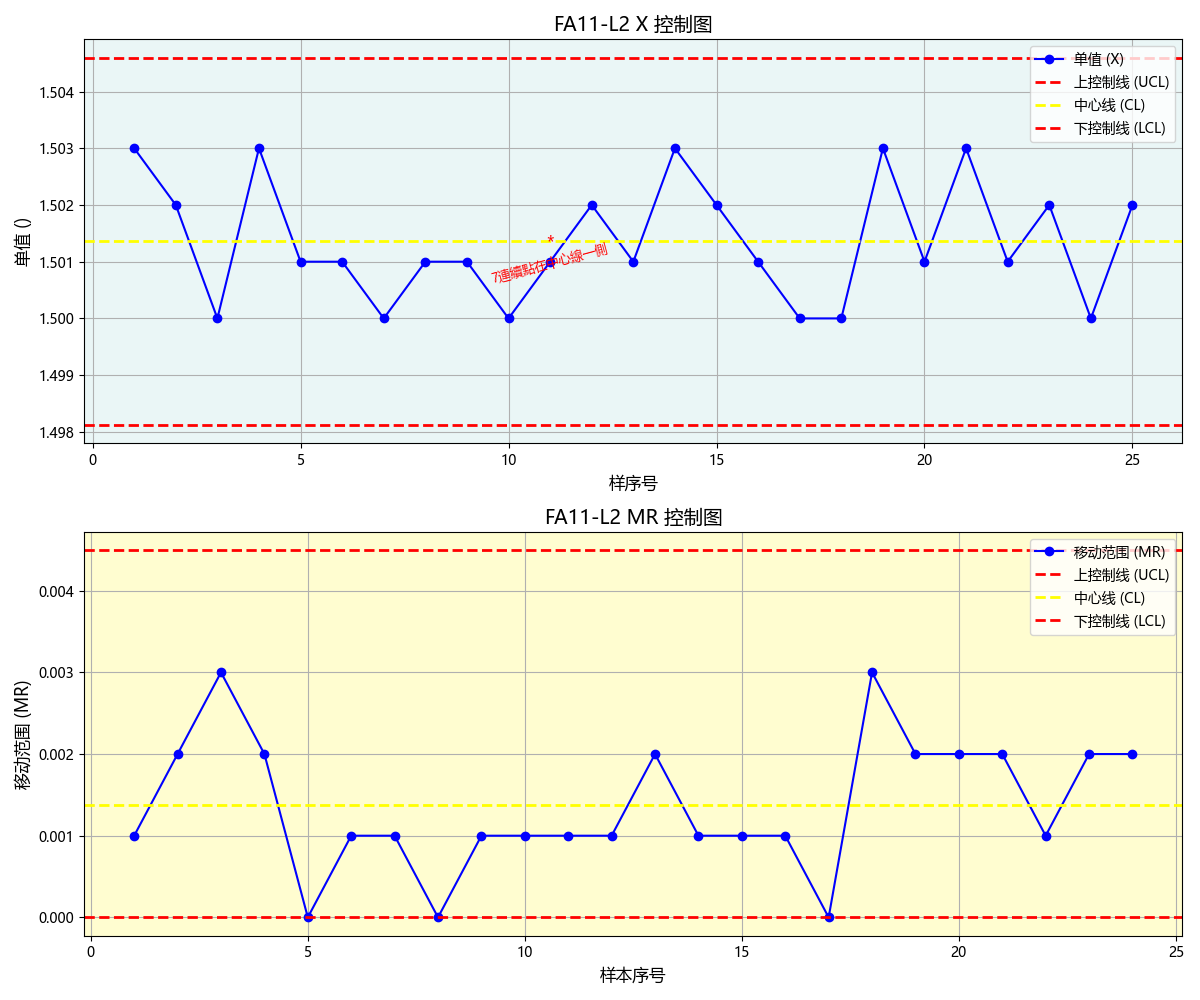 FA11-L2 X 控制图
单值 (X)
上控制线 (UCL)
中心线 (CL)
下控制线 (LCL)
单值 ()
1.504
1.503
1.502
1.501
1.500
1.499
1.498
*
7連續點在中心線一側
0 5 10 15 20 25
样序号
FA11-L2 MR 控制图
移动范围 (MR)
上控制线 (UCL)
中心线 (CL)
下控制线 (LCL)
移动范围 (MR)
0.004
0.003
0.002
0.001
0.000
0 5 10 15 20 25
样本序号